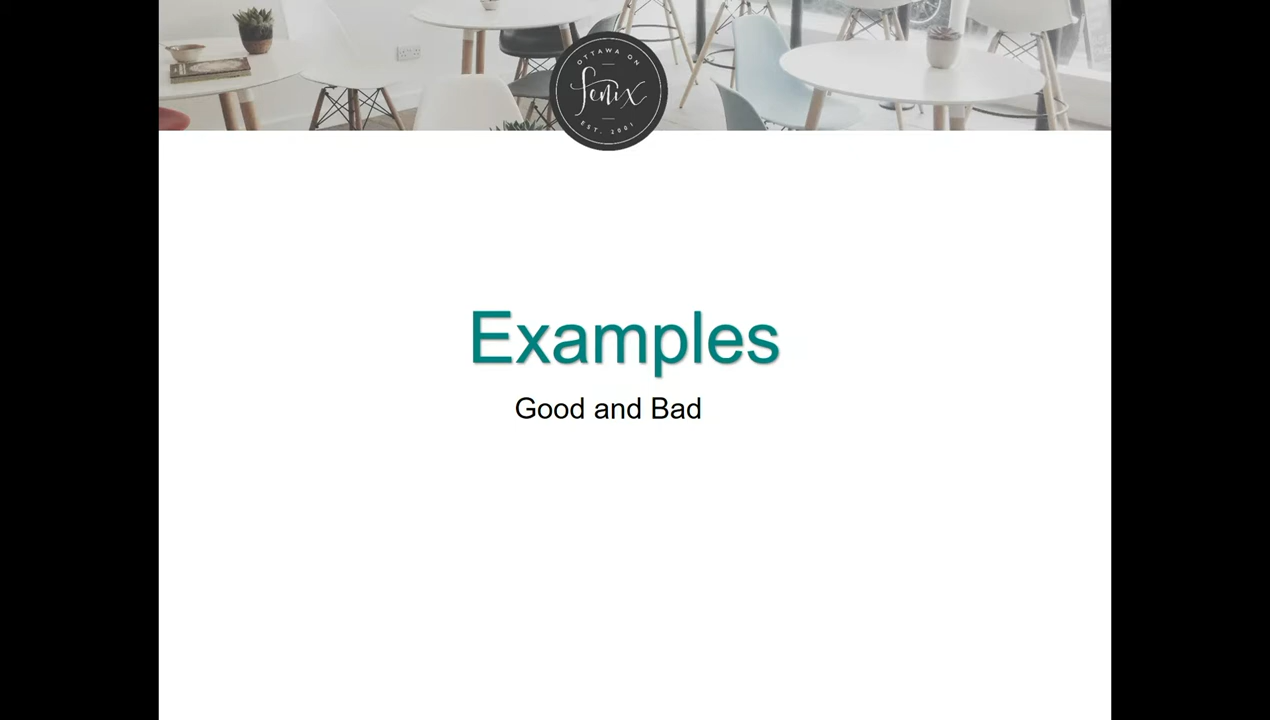 OTTAWA ON
fenix
EST. 2001
Examples
Good and Bad